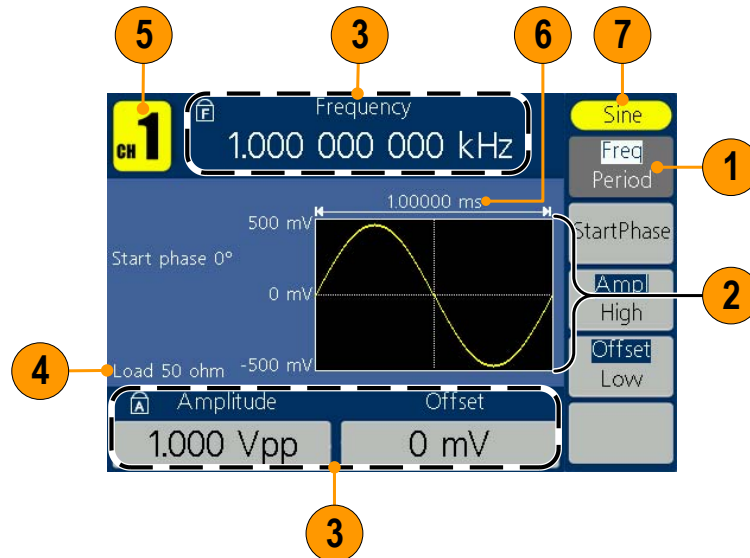 5
3
6
7
CH 1
F
Frequency
1.000 000 000 kHz
Sine
Freq
Period
1
1.00000 ms
500 mV
StartPhase
Start phase 0°
0 mV
Ampl
High
2
Offset
Low
4
Load 50 ohm
-500 mV
A
Amplitude
Offset
1.000 Vpp
0 mV
3